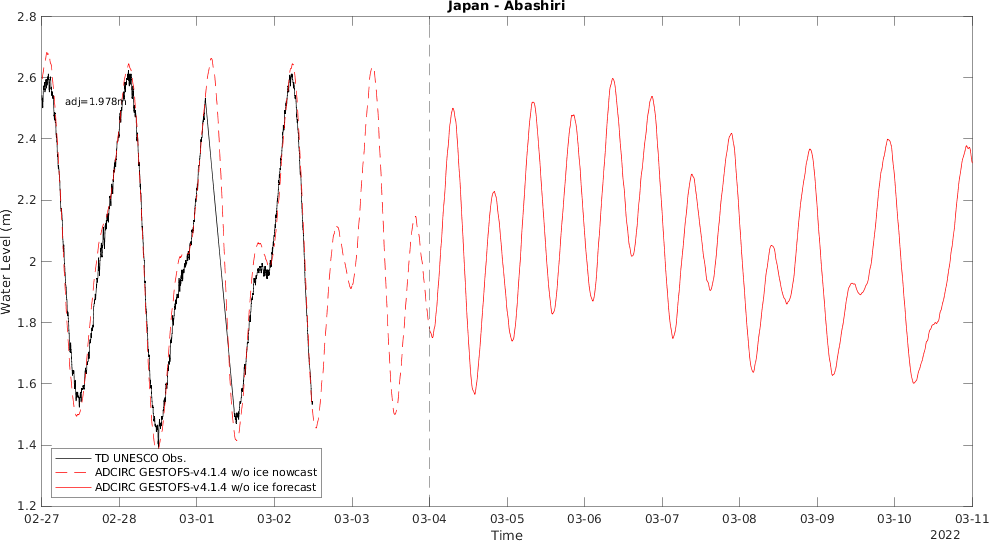 Japan - Abashiri
2.8
2.6
2.4
2.2
2
1.8
1.6
1.4
1.2
Water Level (m)
adj=1.978m
TD UNESCO Obs.
ADCIRC GESTOFS-v4.1.4 w/o ice nowcast
ADCIRC GESTOFS-v4.1.4 w/o ice forecast
02-27 02-28 03-01 03-02 03-03 03-04 03-05 03-06 03-07 03-08 03-09 03-10 03-11
Time
2022